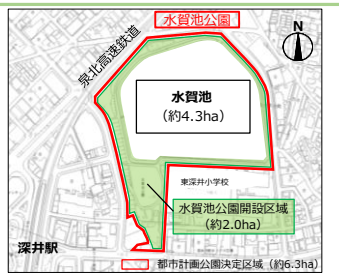 水賀池公園
N
泉北高速鉄道
水賀池
（約4.3ha）
東深井小学校
水賀池公園開設区域
（約2.0ha）
深井駅
都市計画公園決定区域（約6.3ha）